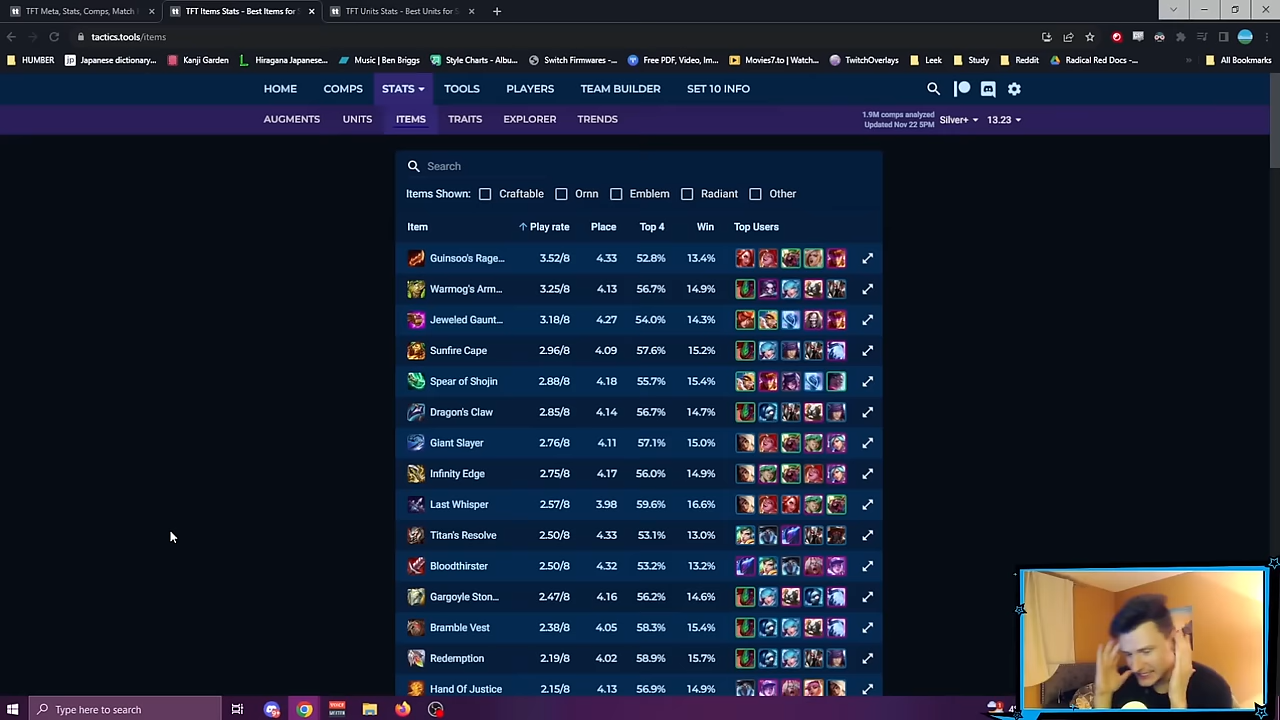 TFT Meta, Stats, Comps, Match
TFT Items Stats - Best Items for
TFT Units Stats - Best Units for S
tactics.tools/items
HUMBER
Japanese dictionary...
Kanji Garden
Hiragana Japanese...
Music | Ben Briggs
Style Charts - Albu...
Switch Firmwares -...
Free PDF, Video, Im...
Movies7.to | Watch...
TwitchOverlays
Leek
Study
Reddit
Radical Red Docs -...
All Bookmarks
HOME COMPS STATS TOOLS PLAYERS TEAM BUILDER SET 10 INFO
AUGMENTS UNITS ITEMS TRAITS EXPLORER TRENDS
1.9M comps analyzed
Updated Nov 22 5PM
Silver+ 13.23
Search
Items Shown: Craftable Ornn Emblem Radiant Other
Item Play rate Place Top 4 Win Top Users
Guinsoo's Rage... 3.52/8 4.33 52.8% 13.4%
Warmog's Arm... 3.25/8 4.13 56.7% 14.9%
Jeweled Gaunt... 3.18/8 4.27 54.0% 14.3%
Sunfire Cape 2.96/8 4.09 57.6% 15.2%
Spear of Shojin 2.88/8 4.18 55.7% 15.4%
Dragon's Claw 2.85/8 4.14 56.7% 14.7%
Giant Slayer 2.76/8 4.11 57.1% 15.0%
Infinity Edge 2.75/8 4.17 56.0% 14.9%
Last Whisper 2.57/8 3.98 59.6% 16.6%
Titan's Resolve 2.50/8 4.33 53.1% 13.0%
Bloodthirster 2.50/8 4.32 53.2% 13.2%
Gargoyle Ston... 2.47/8 4.16 56.2% 14.6%
Bramble Vest 2.38/8 4.05 58.3% 15.4%
Redemption 2.19/8 4.02 58.9% 15.7%
Hand Of Justice 2.15/8 4.13 56.9% 14.9%
Type here to search